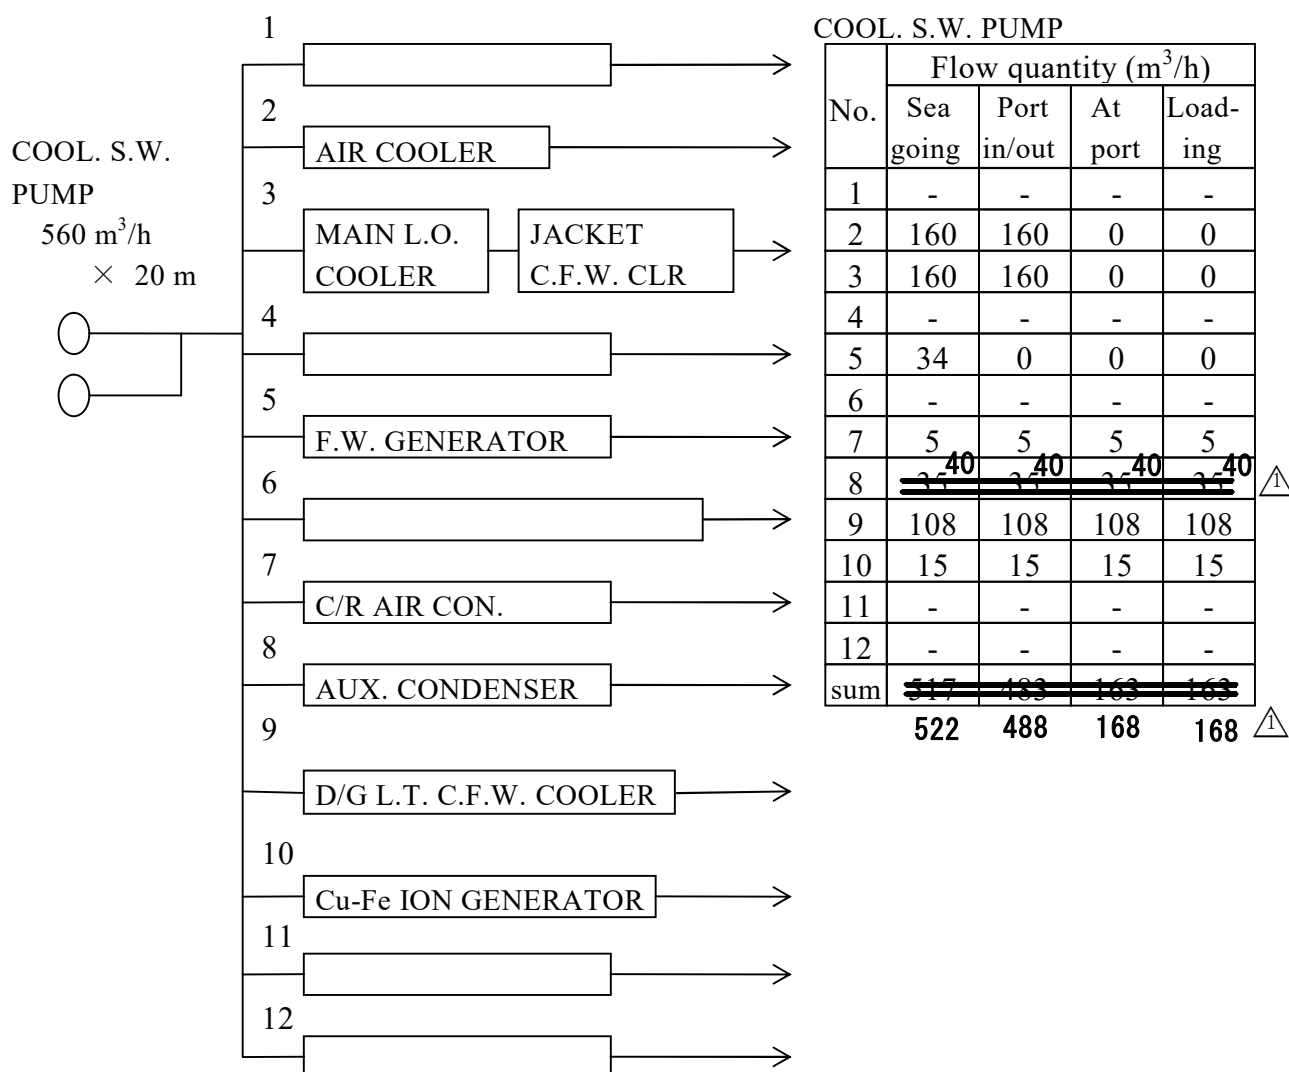 COOL. S.W.
PUMP
560 m³/h
× 20 m
1
2
AIR COOLER
3
MAIN L.O.
COOLER
JACKET
C.F.W. CLR
4
5
F.W. GENERATOR
6
7
C/R AIR CON.
8
AUX. CONDENSER
9
D/G L.T. C.F.W. COOLER
10
Cu-Fe ION GENERATOR
11
12
COOL. S.W. PUMP
No.
Flow quantity (m³/h)
Sea going
Port in/out
At port
Load-ing
1 - - - -
2 160 160 0 0
3 160 160 0 0
4 - - - -
5 34 0 0 0
6 - - - -
7 5 5 5 5
40 40 40 40
8 35 35 35 35 1
9 108 108 108 108
10 15 15 15 15
11 - - - -
12 - - - -
sum 517 483 163 163
522 488 168 168 1